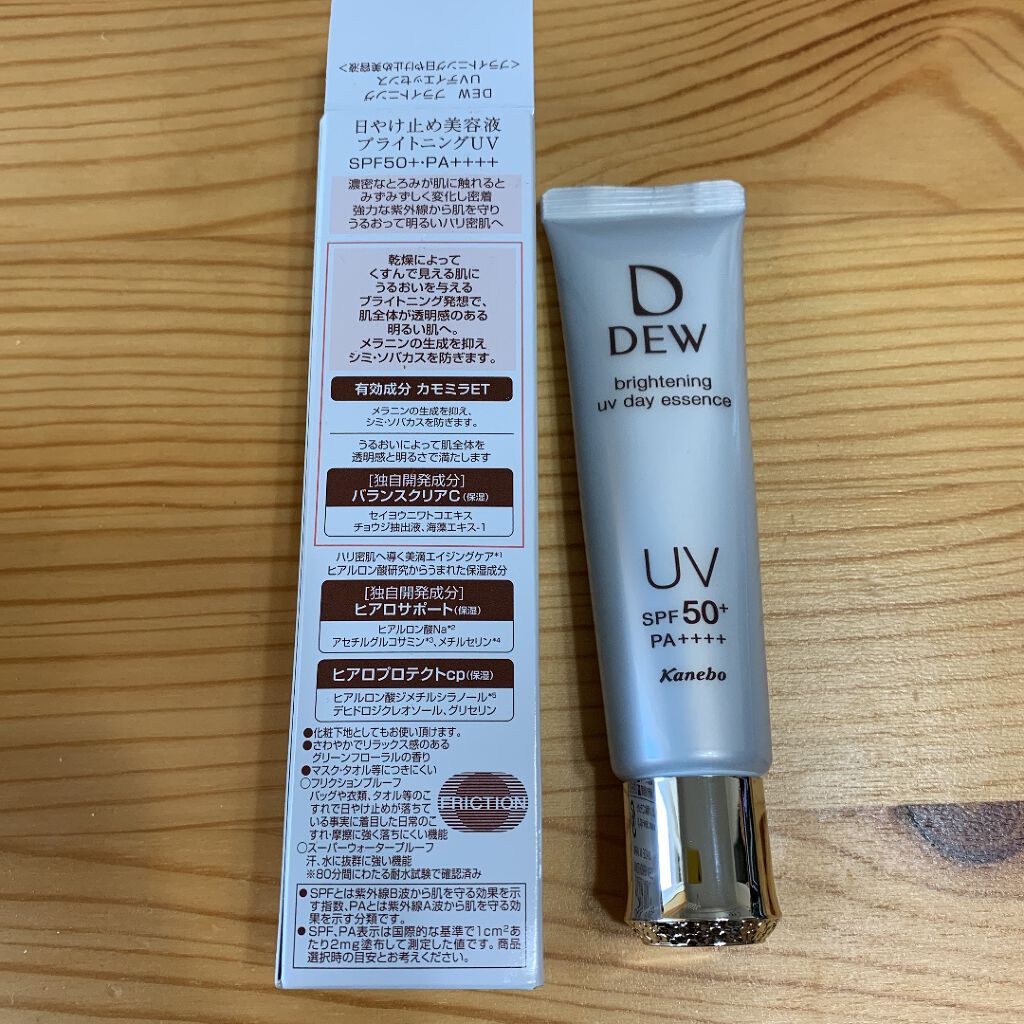 DEW ブライトニング
UVデイエッセンス
<ブライトニング日やけ止め美容液>
日やけ止め美容液
ブライトニングUV
SPF50+・PA++++
濃密なとろみが肌に触れると
みずみずしく変化し密着
強力な紫外線から肌を守り
うるおって明るいハリ密肌へ
乾燥によって
くすんで見える肌に
うるおいを与える
ブライトニング発想で、
肌全体が透明感のある
明るい肌へ。
メラニンの生成を抑え
シミ・ソバカスを防ぎます。
有効成分 カモミラET
メラニンの生成を抑え、
シミ・ソバカスを防ぎます。
うるおいによって肌全体を
透明感と明るさで満たします
[独自開発成分]
バランスクリアC(保湿)
セイヨウニワトコエキス
チョウジ抽出液、海藻エキス-1
ハリ密肌へ導く美滴エイジングケア*1
ヒアルロン酸研究からうまれた保湿成分
[独自開発成分]
ヒアロサポート(保湿)
ヒアルロン酸Na*2
アセチルグルコサミン*3、メチルセリン*4
ヒアロプロテクトcp(保湿)
ヒアルロン酸ジメチルシラノール*5
デヒドロジクレオソール、グリセリン
●化粧下地としてもお使い頂けます。
●さわやかでリラックス感のある
グリーンフローラルの香り
●マスク・タオル等につきにくい
○フリクションプルーフ
バッグや衣類、タオル等のこ
すれで日やけ止めが落ちて
いる事実に着目した日常のこ
すれ・摩擦に強く落ちにくい機能
FRICTION
○スーパーウォータープルーフ
汗、水に抜群に強い機能
※80分間にわたる耐水試験で確認済み
●SPFとは紫外線B波から肌を守る効果を示
す指数、PAとは紫外線A波から肌を守る効
果を示す分類です。
●SPF、PA表示は国際的な基準で1cm²あ
たり2mg塗布して測定した値です。商品
選択時の目安とお考えください。
D
DEW
brightening
uv day essence
UV
SPF 50+
PA++++
Kanebo